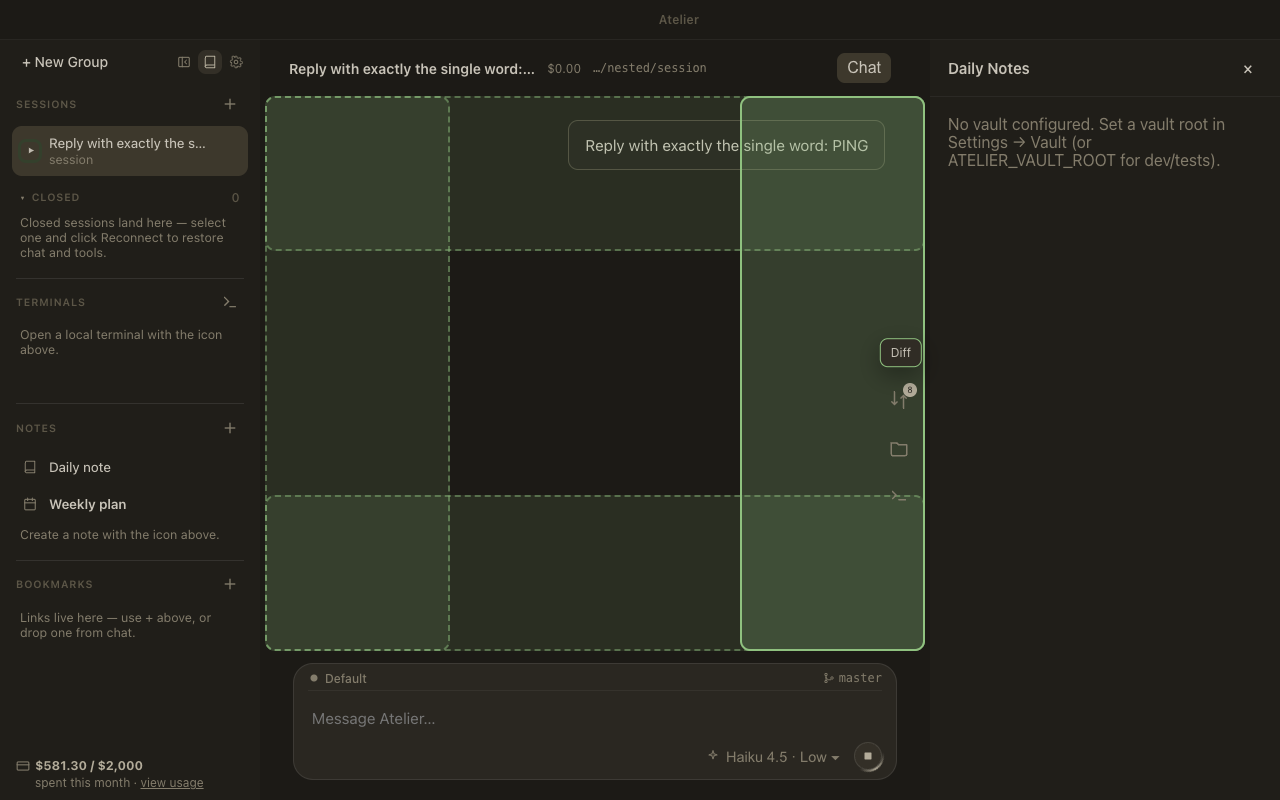 Atelier
+ New Group
SESSIONS
Reply with exactly the s...
session
CLOSED
0
Closed sessions land here — select
one and click Reconnect to restore
chat and tools.
TERMINALS
Open a local terminal with the icon
above.
NOTES
Daily note
Weekly plan
Create a note with the icon above.
BOOKMARKS
Links live here — use + above, or
drop one from chat.
$581.30 / $2,000
spent this month · view usage
Reply with exactly the single word:...
$0.00
…/nested/session
Chat
Reply with exactly the single word: PING
Diff
8
Default
master
Message Atelier...
Haiku 4.5 · Low
Daily Notes
No vault configured. Set a vault root in
Settings → Vault (or
ATELIER_VAULT_ROOT for dev/tests).